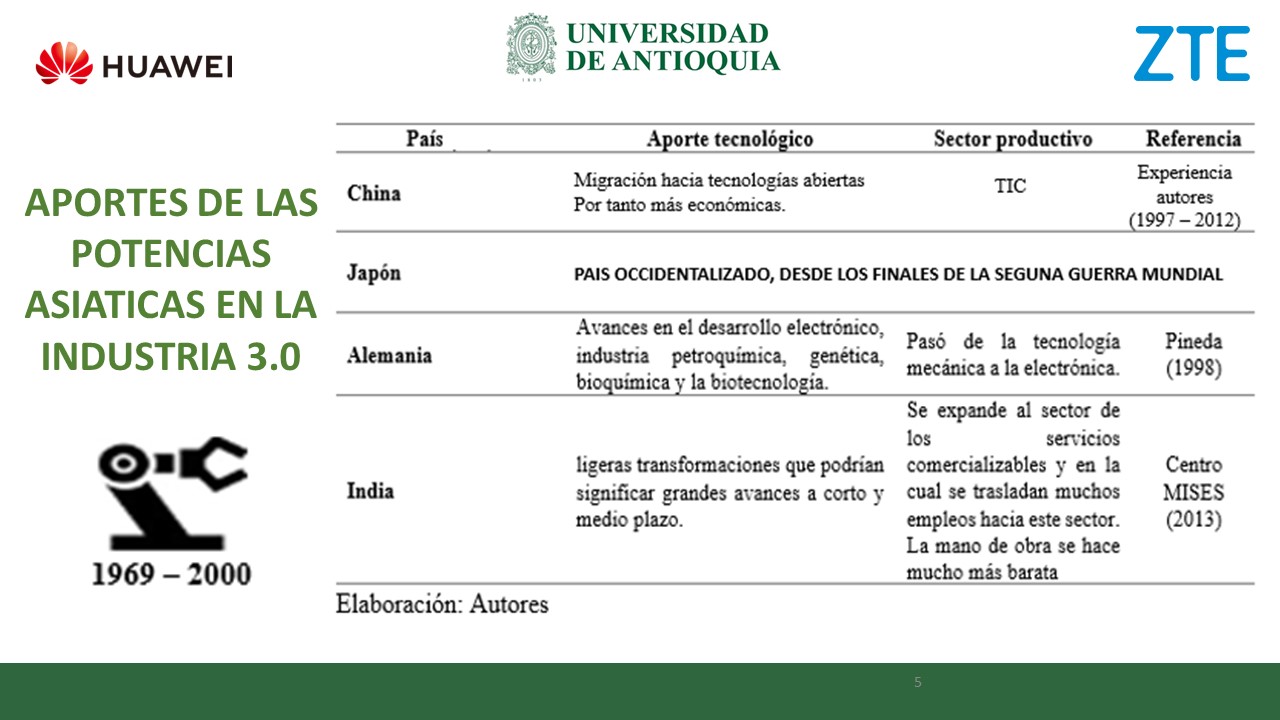 HUAWEI
UNIVERSIDAD
DE ANTIOQUIA
1803
ZTE
APORTES DE LAS
POTENCIAS
ASIATICAS EN LA
INDUSTRIA 3.0
1969 – 2000
País Aporte tecnológico Sector productivo Referencia
China
Migración hacia tecnologías abiertas
Por tanto más económicas.
TIC
Experiencia
autores
(1997 – 2012)
Japón
PAIS OCCIDENTALIZADO, DESDE LOS FINALES DE LA SEGUNA GUERRA MUNDIAL
Alemania
Avances en el desarrollo electrónico,
industria petroquímica, genética,
bioquímica y la biotecnología.
Pasó de la tecnología
mecánica a la electrónica.
Pineda
(1998)
India
ligeras transformaciones que podrían
significar grandes avances a corto y
medio plazo.
Se expande al sector de
los servicios
comercializables y en la
cual se trasladan muchos
empleos hacia este sector.
La mano de obra se hace
mucho más barata
Centro
MISES
(2013)
Elaboración: Autores
5